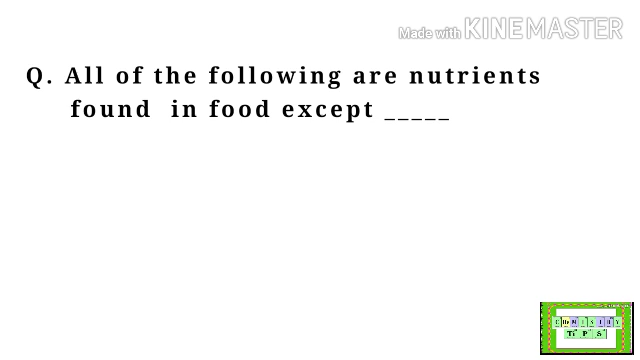 Made with KINEMASTER
Q. All of the following are nutrients
found in food except _____